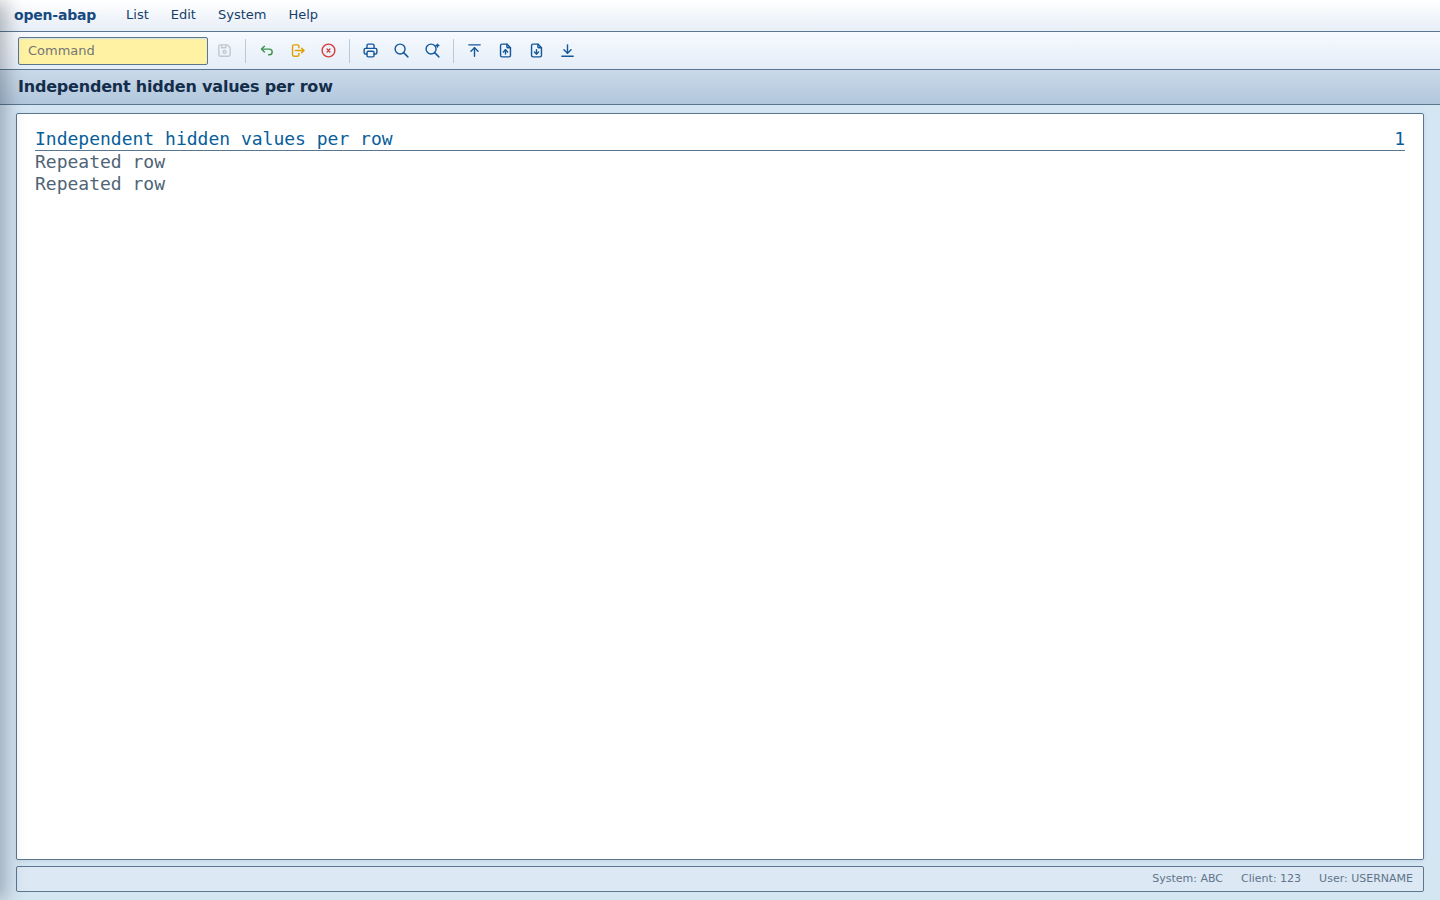 open-abap List Edit System Help
Command
Independent hidden values per row
Independent hidden values per row 1
Repeated row
Repeated row
System: ABC Client: 123 User: USERNAME